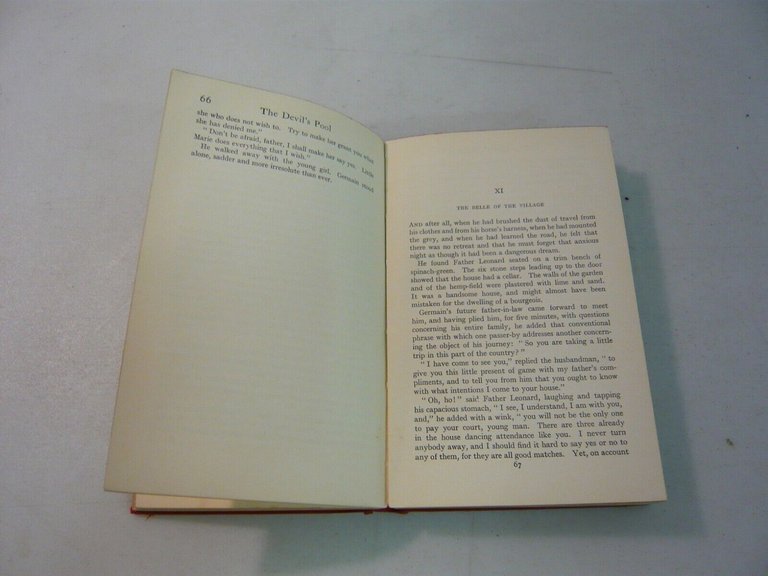 66
The Devil's Pool
she who does not wish to. Try to make her grant you what
she has denied me."
"Don't be afraid, father, I shall make her say yes. Little
Marie does everything that I wish."
He walked away with the young girl. Germain stood
alone, sadder and more irresolute than ever.
XI
THE BELLE OF THE VILLAGE
AND after all, when he had brushed the dust of travel from
his clothes and from his horse's harness, when he had mounted
the grey, and when he had learned the road, he felt that
there was no retreat and that he must forget that anxious
night as though it had been a dangerous dream.
He found Father Leonard seated on a trim bench of
spinach-green. The six stone steps leading up to the door
showed that the house had a cellar. The walls of the garden
and of the hemp-field were plastered with lime and sand.
It was a handsome house, and might almost have been
mistaken for the dwelling of a bourgeois.
Germain's future father-in-law came forward to meet
him, and having plied him, for five minutes, with questions
concerning his entire family, he added that conventional
phrase with which one passer-by addresses another concern-
ing the object of his journey: "So you are taking a little
trip in this part of the country?"
"I have come to see you," replied the husbandman, "to
give you this little present of game with my father's com-
pliments, and to tell you from him that you ought to know
with what intentions I come to your house."
"Oh, ho!" said Father Leonard, laughing and tapping
his capacious stomach, "I see, I understand, I am with you,
and," he added with a wink, "you will not be the only one
to pay your court, young man. There are three already
in the house dancing attendance like you. I never turn
anybody away, and I should find it hard to say yes or no to
any of them, for they are all good matches. Yet, on account
67